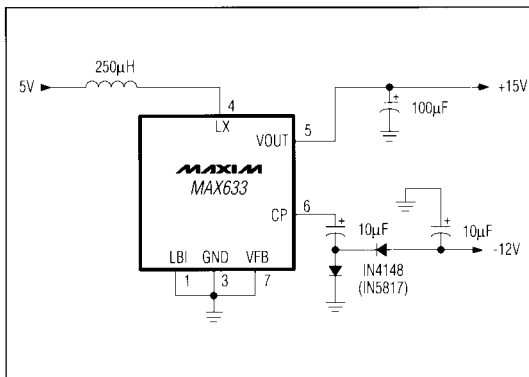 250µH
5V
4
LX
VOUT
5
+15V
100µF
MAXIM
MAX633
CP
6
10µF
10µF
-12V
LBI
GND
VFB
1
3
7
IN4148
(IN5817)
+
+
+